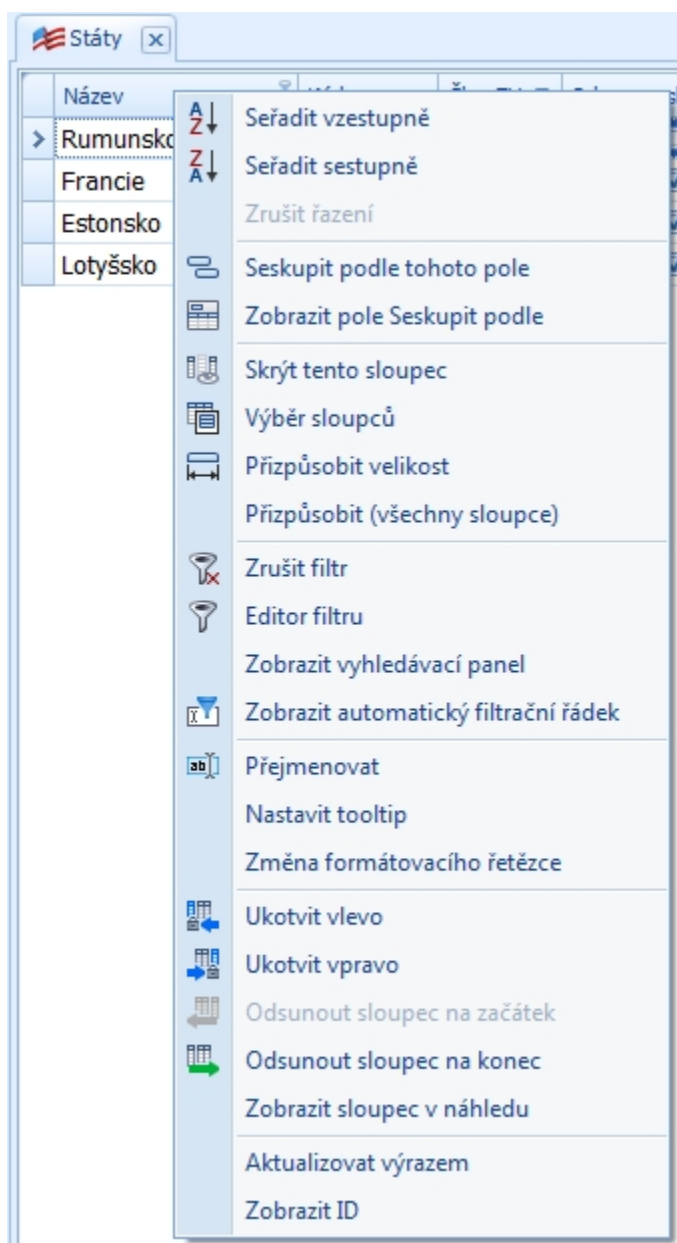 Státy
Název
Rumunsko
Francie
Estonsko
Lotyšsko
Seřadit vzestupně
Seřadit sestupně
Zrušit řazení
Seskupit podle tohoto pole
Zobrazit pole Seskupit podle
Skrýt tento sloupec
Výběr sloupců
Přizpůsobit velikost
Přizpůsobit (všechny sloupce)
Zrušit filtr
Editor filtru
Zobrazit vyhledávací panel
Zobrazit automatický filtrační řádek
Přejmenovat
Nastavit tooltip
Změna formátovacího řetězce
Ukotvit vlevo
Ukotvit vpravo
Odsunout sloupec na začátek
Odsunout sloupec na konec
Zobrazit sloupec v náhledu
Aktualizovat výrazem
Zobrazit ID